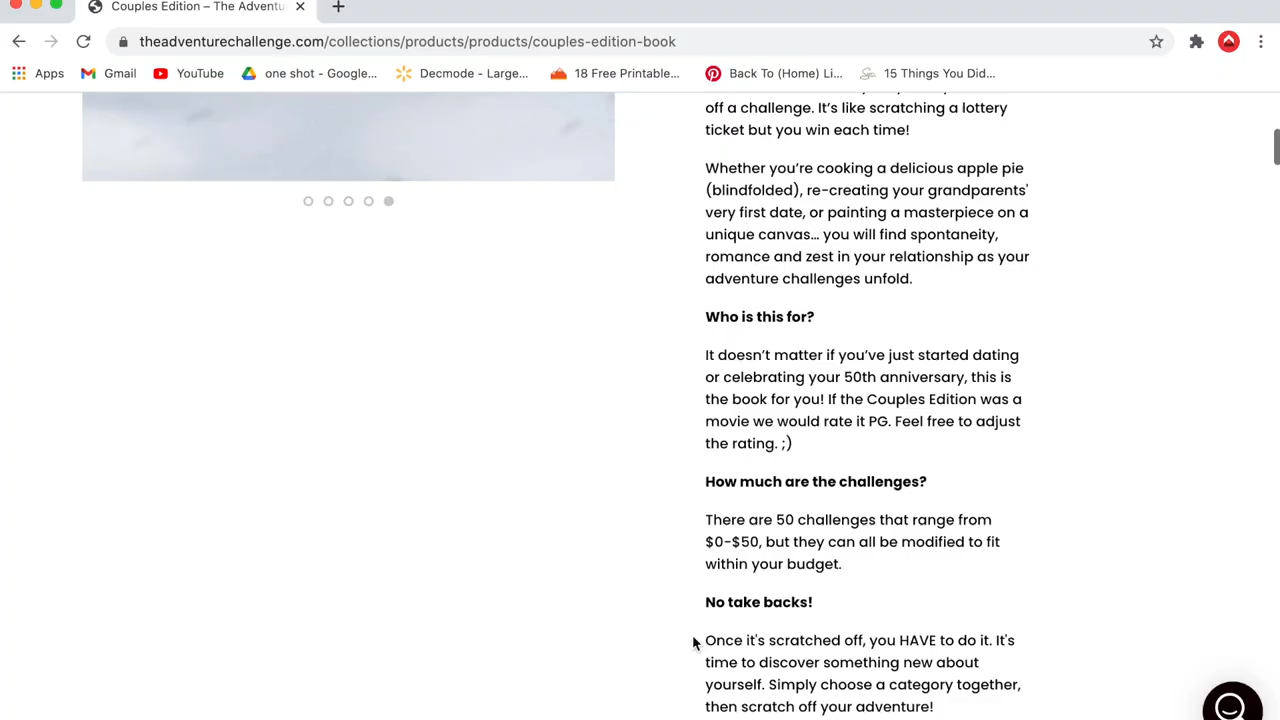 Couples Edition – The Adventu
theadventurechallenge.com/collections/products/products/couples-edition-book
Apps
Gmail
YouTube
one shot - Google...
Decmode - Large...
18 Free Printable...
Back To (Home) Li...
15 Things You Did...
off a challenge. It’s like scratching a lottery
ticket but you win each time!
Whether you’re cooking a delicious apple pie
(blindfolded), re-creating your grandparents'
very first date, or painting a masterpiece on a
unique canvas… you will find spontaneity,
romance and zest in your relationship as your
adventure challenges unfold.
Who is this for?
It doesn’t matter if you’ve just started dating
or celebrating your 50th anniversary, this is
the book for you! If the Couples Edition was a
movie we would rate it PG. Feel free to adjust
the rating. ;)
How much are the challenges?
There are 50 challenges that range from
$0-$50, but they can all be modified to fit
within your budget.
No take backs!
Once it's scratched off, you HAVE to do it. It's
time to discover something new about
yourself. Simply choose a category together,
then scratch off your adventure!